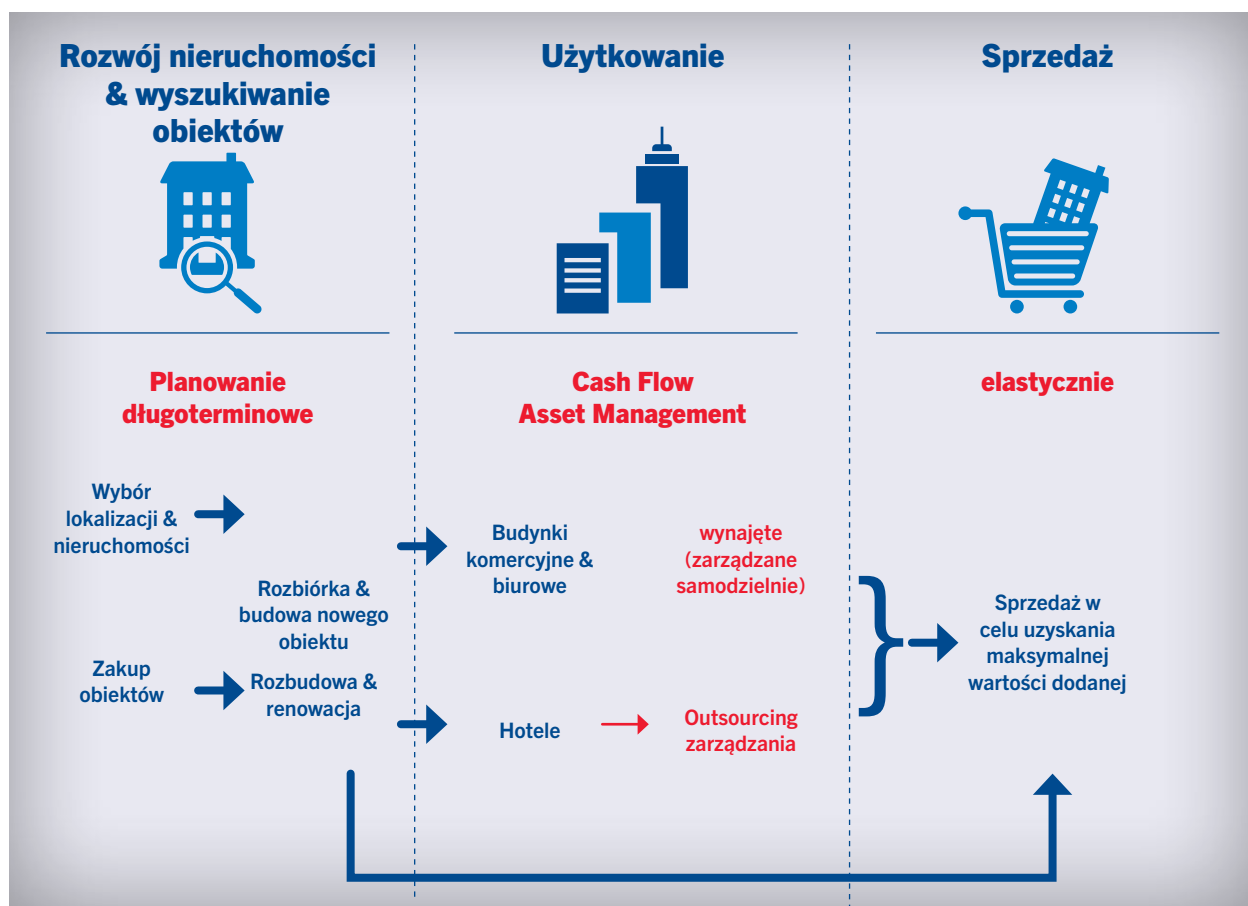 Rozwój nieruchomości
& wyszukiwanie
obiektów
Planowanie
długoterminowe
Wybór
lokalizacji &
nieruchomości
Rozbiórka &
budowa nowego
obiektu
Zakup
obiektów
Rozbudowa &
renowacja
Użytkowanie
Cash Flow
Asset Management
Budynki
komercyjne &
biurowe
wynajęte
(zarządzane
samodzielnie)
Hotele
Outsourcing
zarządzania
Sprzedaż
elastycznie
Sprzedaż w
celu uzyskania
maksymalnej
wartości dodanej